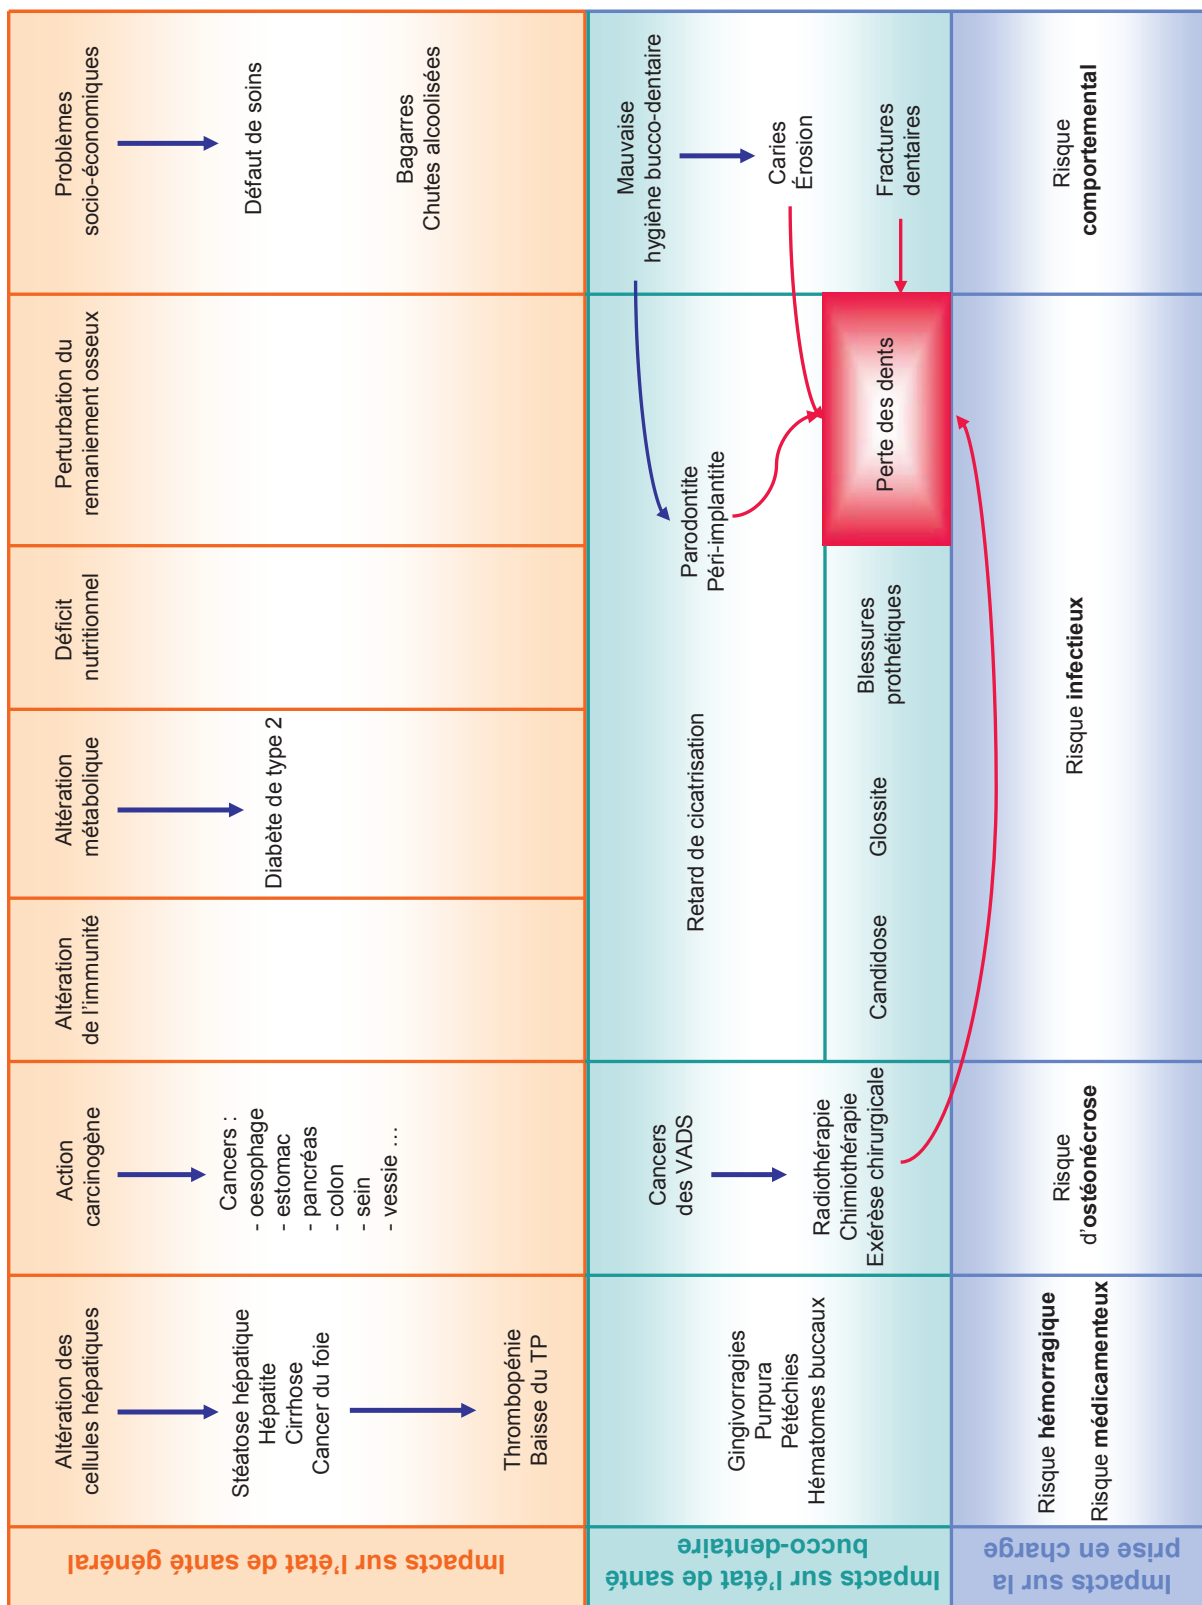 Impacts sur l'état de santé général
Altération des
cellules hépatiques
Stéatose hépatique
Hépatite
Cirrhose
Cancer du foie
Thrombopénie
Baisse du TP
Action
carcinogène
Cancers :
- oesophage
- estomac
- pancréas
- colon
- sein
- vessie ...
Altération
de l'immunité
Altération
métabolique
Diabète de type 2
Déficit
nutritionnel
Perturbation du
remaniement osseux
Problèmes
socio-économiques
Défaut de soins
Bagarres
Chutes alcoolisées
Impacts sur l'état de santé
bucco-dentaire
Gingivorragies
Purpura
Pétéchies
Hématomes buccaux
Cancers
des VADS
Radiothérapie
Chimiothérapie
Exérèse chirurgicale
Retard de cicatrisation
Candidose
Glossite
Blessures
prothétiques
Parodontite
Péri-implantite
Perte des dents
Mauvaise
hygiène bucco-dentaire
Caries
Érosion
Fractures
dentaires
Impacts sur la
prise en charge
Risque hémorragique
Risque médicamenteux
Risque
d'ostéonécrose
Risque infectieux
Risque
comportemental